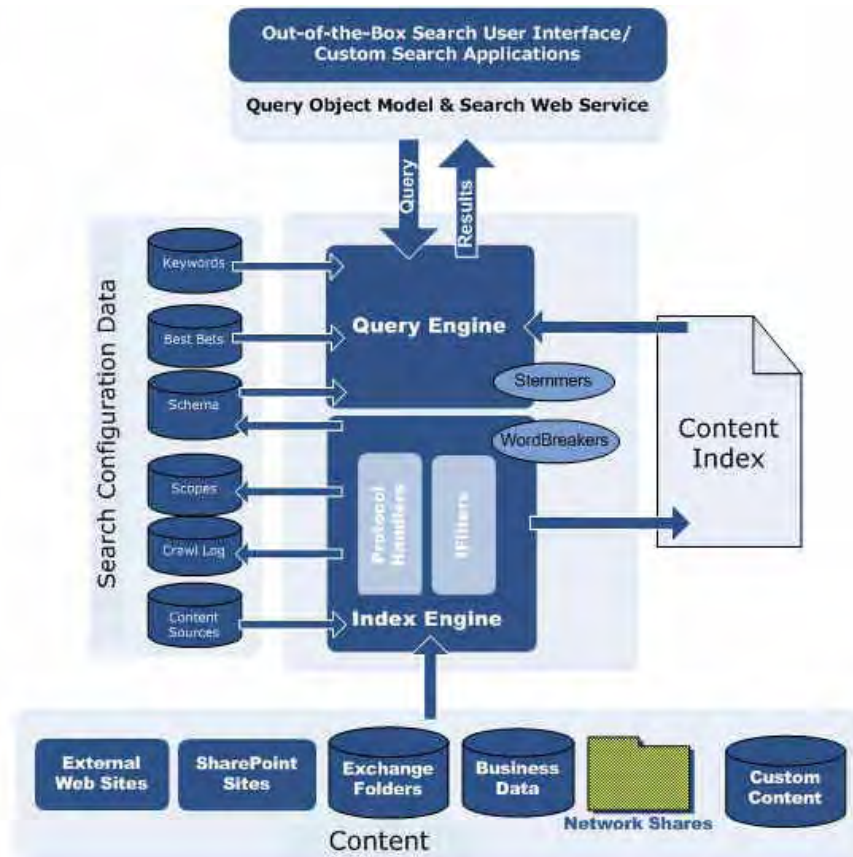 Out-of-the-Box Search User Interface/
Custom Search Applications
Query Object Model & Search Web Service
Query
Results
Search Configuration Data
Keywords
Best Bets
Schema
Scopes
Crawl Log
Content
Sources
Query Engine
Stemmers
WordBreakers
Protocol
Handlers
IFilters
Index Engine
Content
Index
External
Web Sites
SharePoint
Sites
Exchange
Folders
Business
Data
Network Shares
Custom
Content
Content